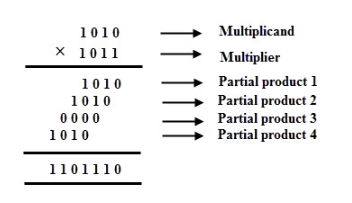 1010 Multiplicand
× 1011 Multiplier
1010 Partial product 1
1010 Partial product 2
0000 Partial product 3
1010 Partial product 4
1101110